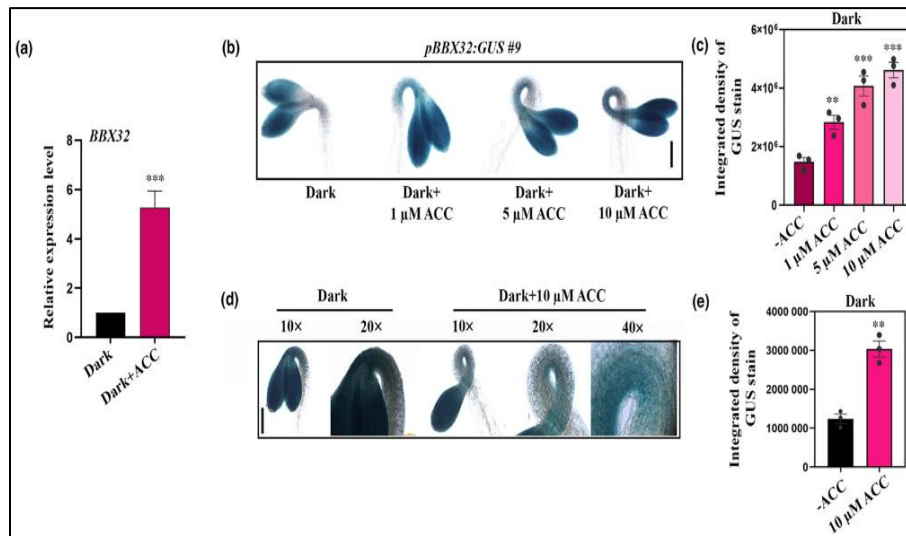 (a)
BBX32
***
Relative expression level
8
6
4
2
0
Dark
Dark+ACC
(b)
pBBX32:GUS #9
Dark
Dark+
1 µM ACC
Dark+
5 µM ACC
Dark+
10 µM ACC
(c)
Dark
Integrated density of
GUS stain
6×10⁶
4×10⁶
2×10⁶
0
**
***
***
-ACC
1 µM ACC
5 µM ACC
10 µM ACC
(d)
Dark
Dark+10 µM ACC
10×
20×
10×
20×
40×
(e)
Dark
Integrated density of
GUS stain
4000 000
3000 000
2000 000
1000 000
0
**
-ACC
10 µM ACC